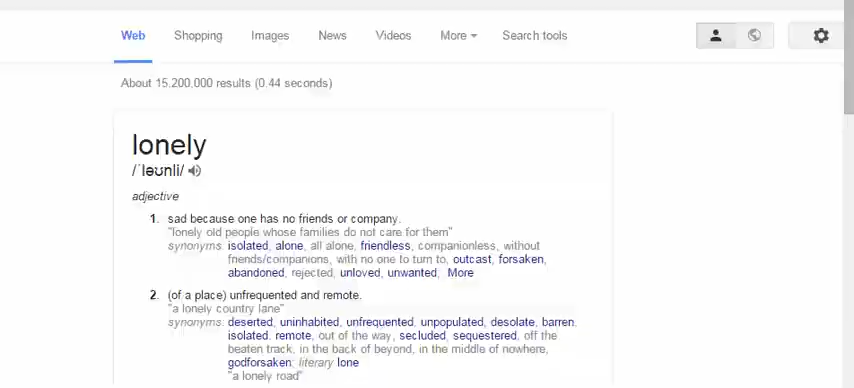 Web Shopping Images News Videos More Search tools
About 15,200,000 results (0.44 seconds)
lonely
/ˈləʊnli/
adjective
1. sad because one has no friends or company.
"lonely old people whose families do not care for them"
synonyms: isolated, alone, all alone, friendless, companionless, without
friends/companions, with no one to turn to, outcast, forsaken,
abandoned, rejected, unloved, unwanted; More
2. (of a place) unfrequented and remote.
"a lonely country lane"
synonyms: deserted, uninhabited, unfrequented, unpopulated, desolate, barren,
isolated, remote, out of the way, secluded, sequestered, off the
beaten track, in the back of beyond, in the middle of nowhere,
godforsaken; literary lone
"a lonely road"